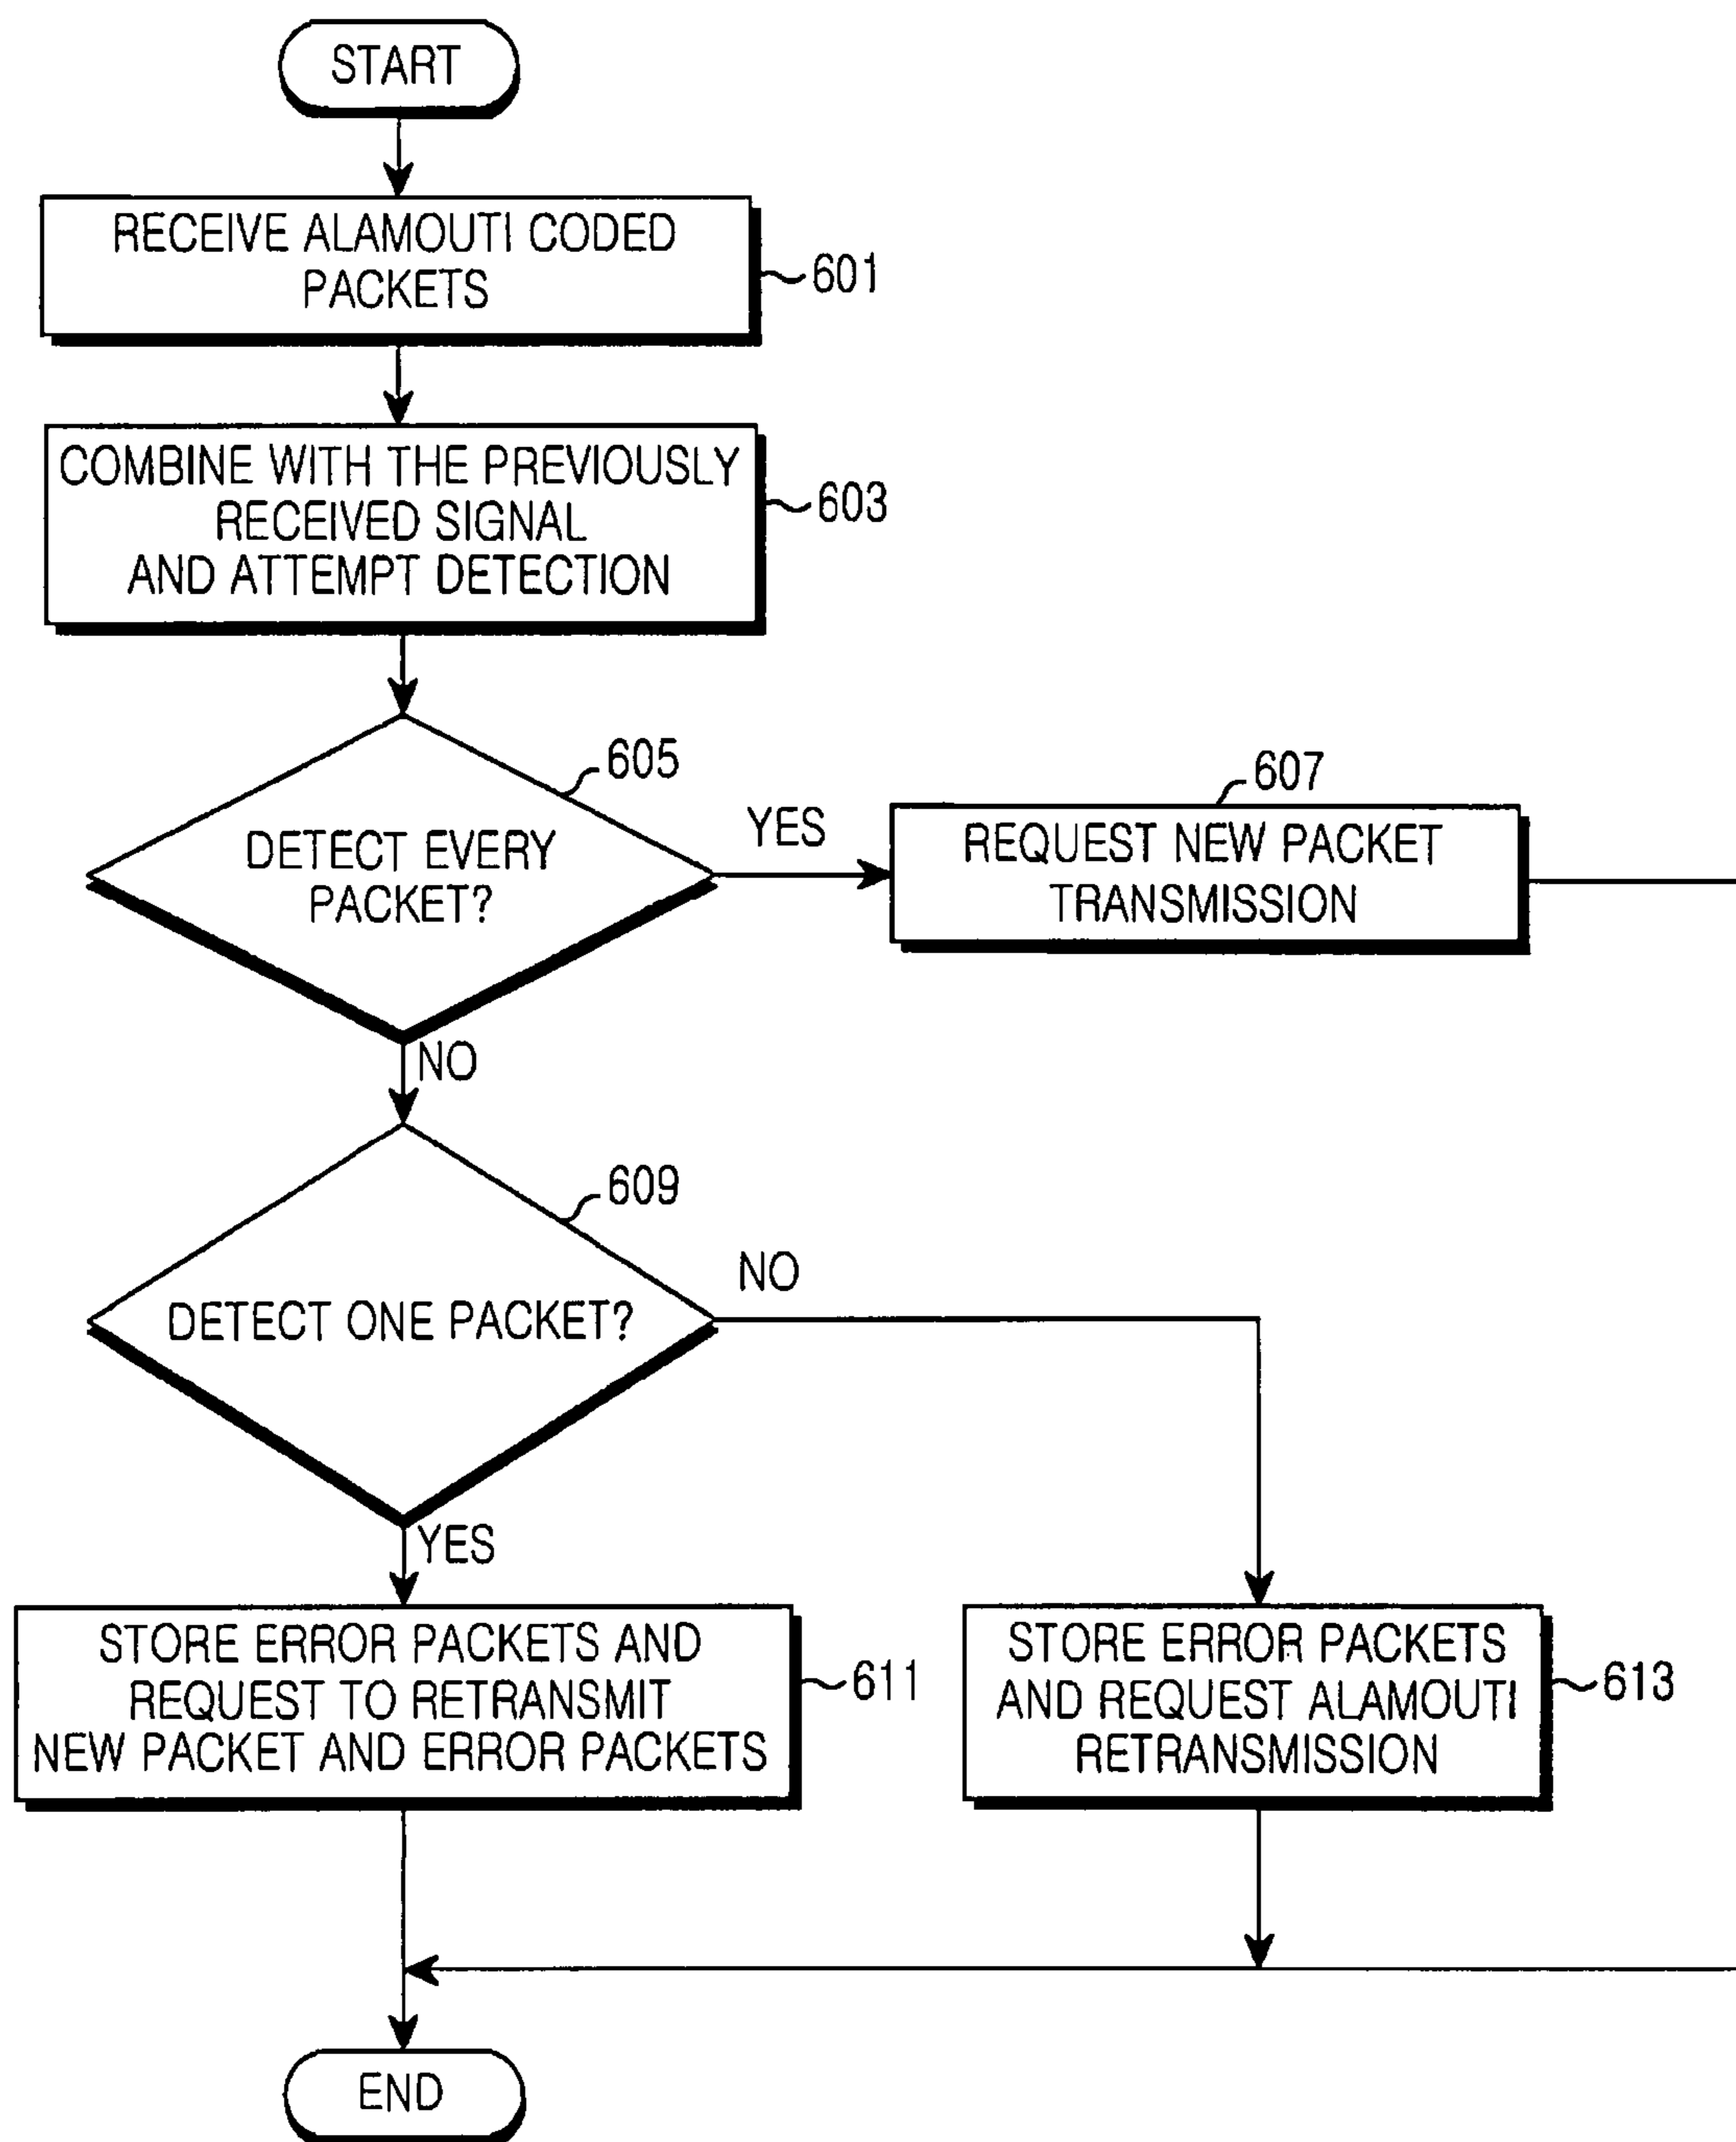 START
RECEIVE ALAMOUTI CODED
PACKETS
601
COMBINE WITH THE PREVIOUSLY
RECEIVED SIGNAL
AND ATTEMPT DETECTION
603
605
DETECT EVERY
PACKET?
YES
607
REQUEST NEW PACKET
TRANSMISSION
NO
609
DETECT ONE PACKET?
NO
YES
STORE ERROR PACKETS AND
REQUEST TO RETRANSMIT
NEW PACKET AND ERROR PACKETS
611
STORE ERROR PACKETS
AND REQUEST ALAMOUTI
RETRANSMISSION
613
END